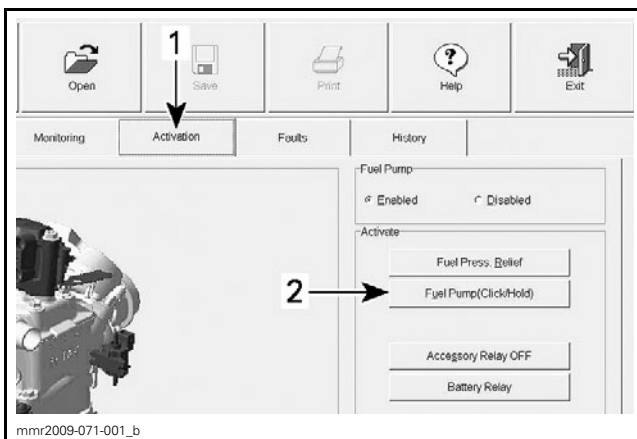 1
Open
Save
Print
Help
Exit
Monitoring
Activation
Faults
History
Fuel Pump
Enabled
Disabled
Activate
Fuel Press. Relief
2
Fuel Pump(Click/Hold)
Accessory Relay OFF
Battery Relay
mmr2009-071-001_b